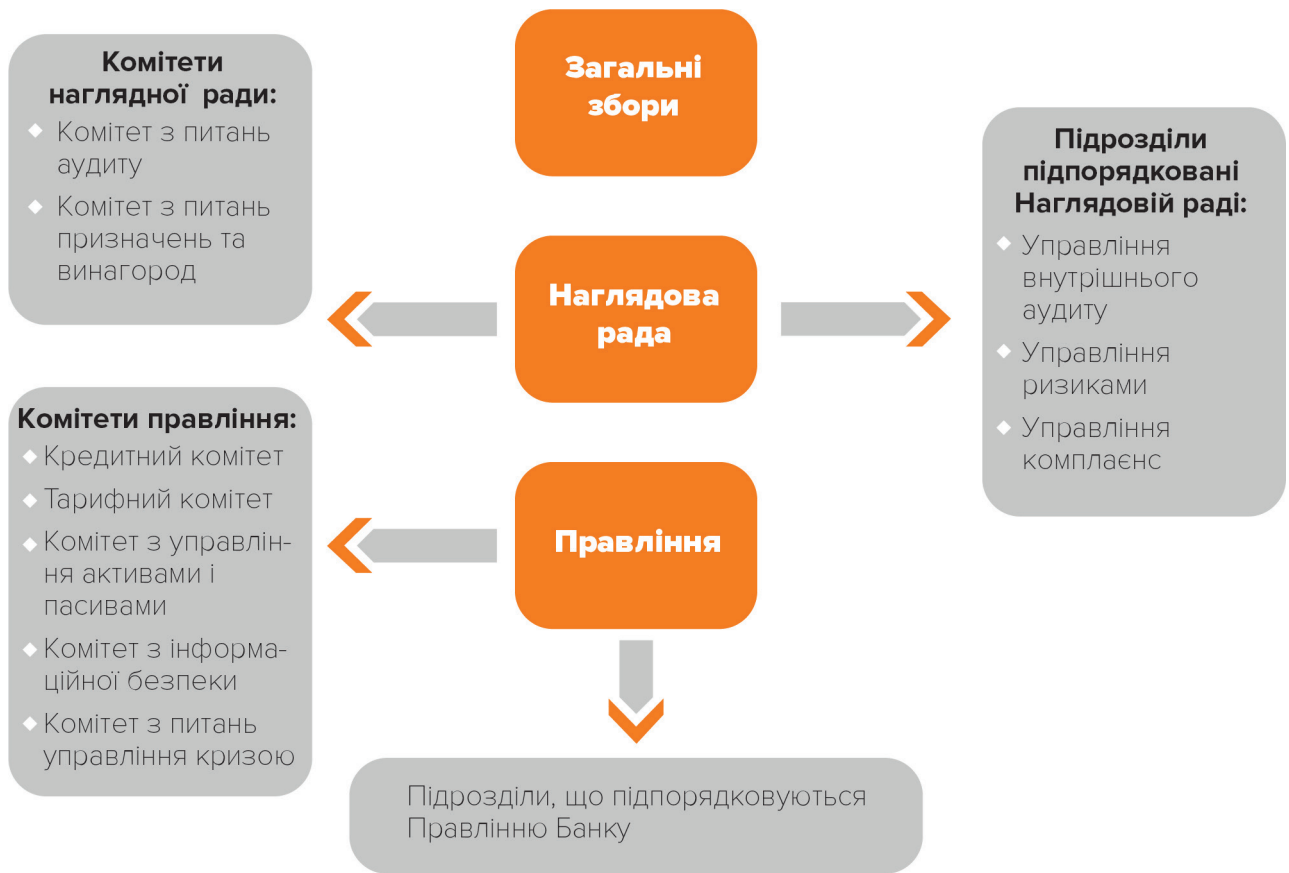 Комітети
наглядної ради:
Комітет з питань
аудиту
Комітет з питань
призначень та
винагород
Загальні
збори
Підрозділи
підпорядковані
Наглядовій раді:
Управління
внутрішнього
аудиту
Управління
ризиками
Управління
комплаєнс
Наглядова
рада
Комітети правління:
Кредитний комітет
Тарифний комітет
Комітет з управлін-
ня активами і
пасивами
Комітет з інформа-
ційної безпеки
Комітет з питань
управління кризою
Правління
Підрозділи, що підпорядковуються
Правлінню Банку